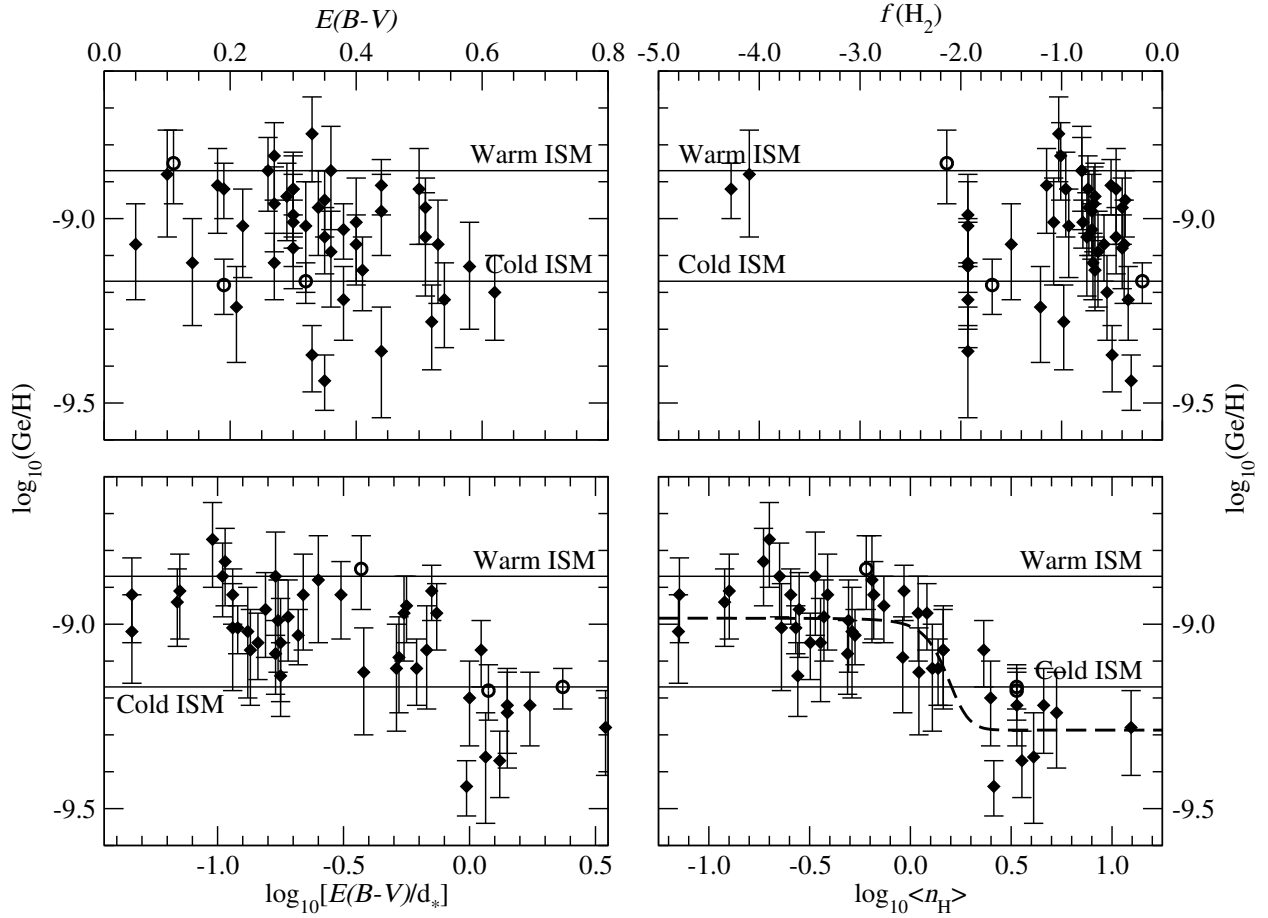 E(B-V)
f(H₂)
0.0 0.2 0.4 0.6 0.8
-5.0 -4.0 -3.0 -2.0 -1.0 0.0
Warm ISM
Warm ISM
-9.0
-9.0
Cold ISM
Cold ISM
-9.5
-9.5
log₁₀(Ge/H)
log₁₀(Ge/H)
Warm ISM
Warm ISM
-9.0
-9.0
Cold ISM
Cold ISM
-9.5
-9.5
-1.0 -0.5 0.0 0.5
-1.0 -0.5 0.0 0.5 1.0
log₁₀[E(B-V)/d*]
log₁₀<n_H>